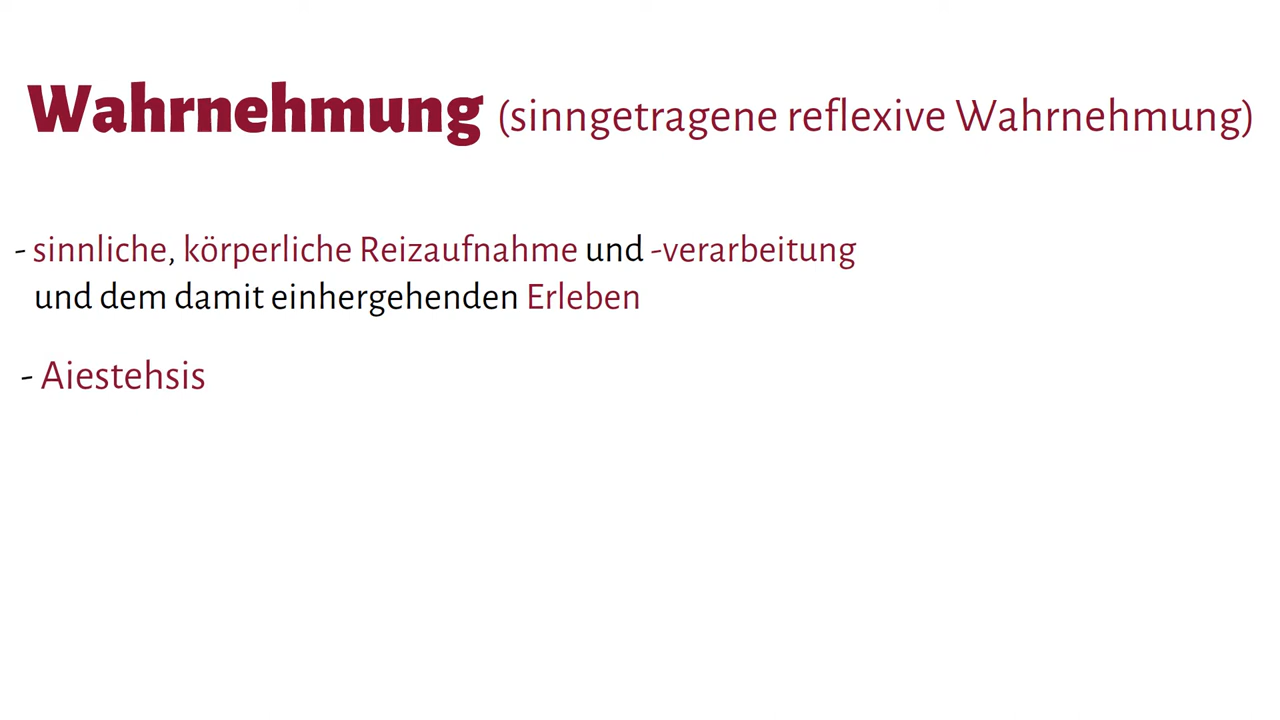 Wahrnehmung (sinngetragene reflexive Wahrnehmung)
- sinnliche, körperliche Reizaufnahme und -verarbeitung
und dem damit einhergehenden Erleben
- Aiestehsis